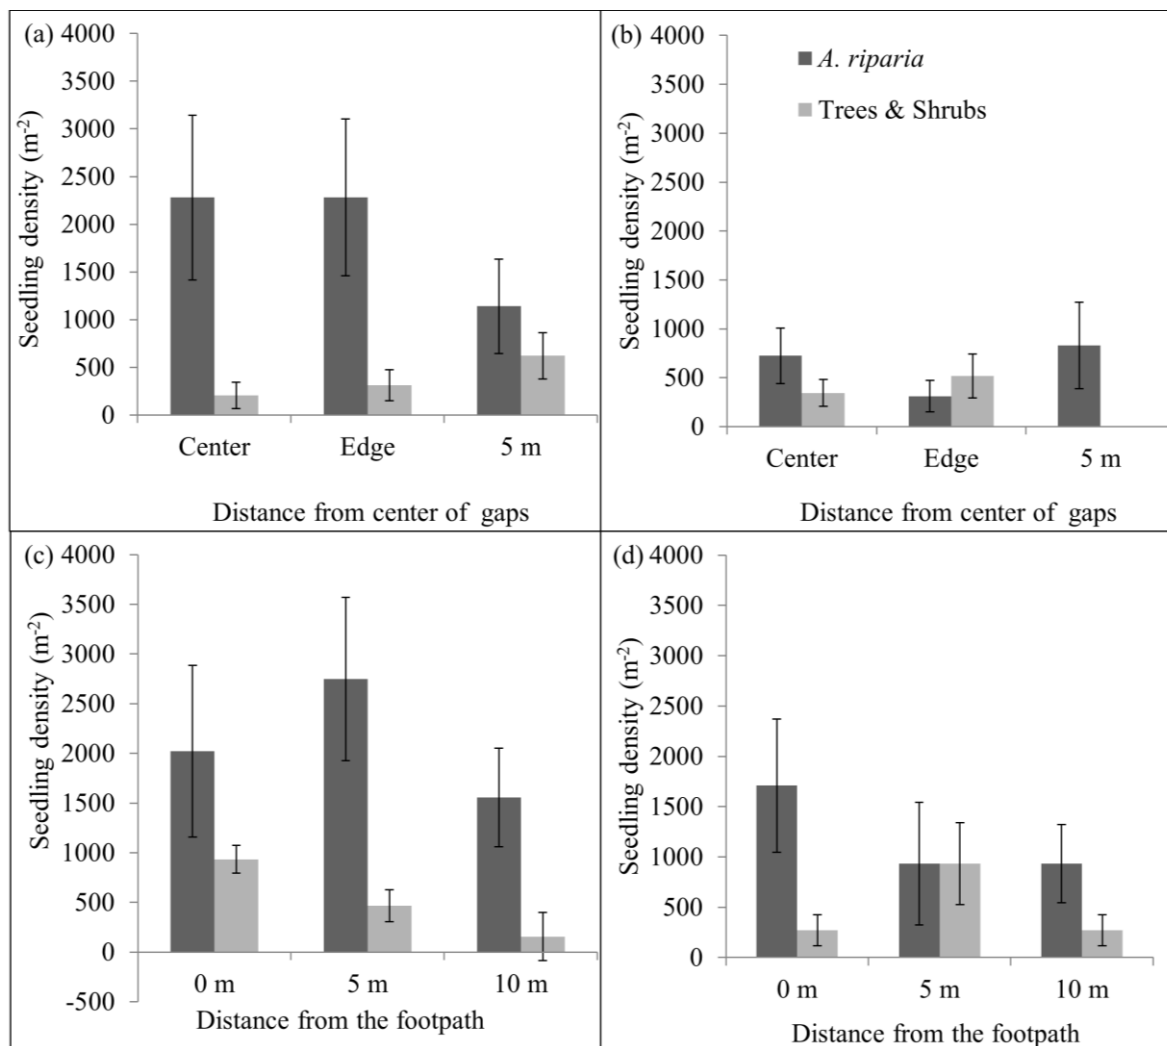 (a)
Seedling density (m-2)
4000
3500
3000
2500
2000
1500
1000
500
0
Center Edge 5 m
Distance from center of gaps
(b)
Seedling density (m-2)
4000
3500
3000
2500
2000
1500
1000
500
0
A. riparia
Trees & Shrubs
Center Edge 5 m
Distance from center of gaps
(c)
Seedling density (m-2)
4000
3500
3000
2500
2000
1500
1000
500
0
-500
0 m 5 m 10 m
Distance from the footpath
(d)
Seedling density (m-2)
4000
3500
3000
2500
2000
1500
1000
500
0
0 m 5 m 10 m
Distance from the footpath